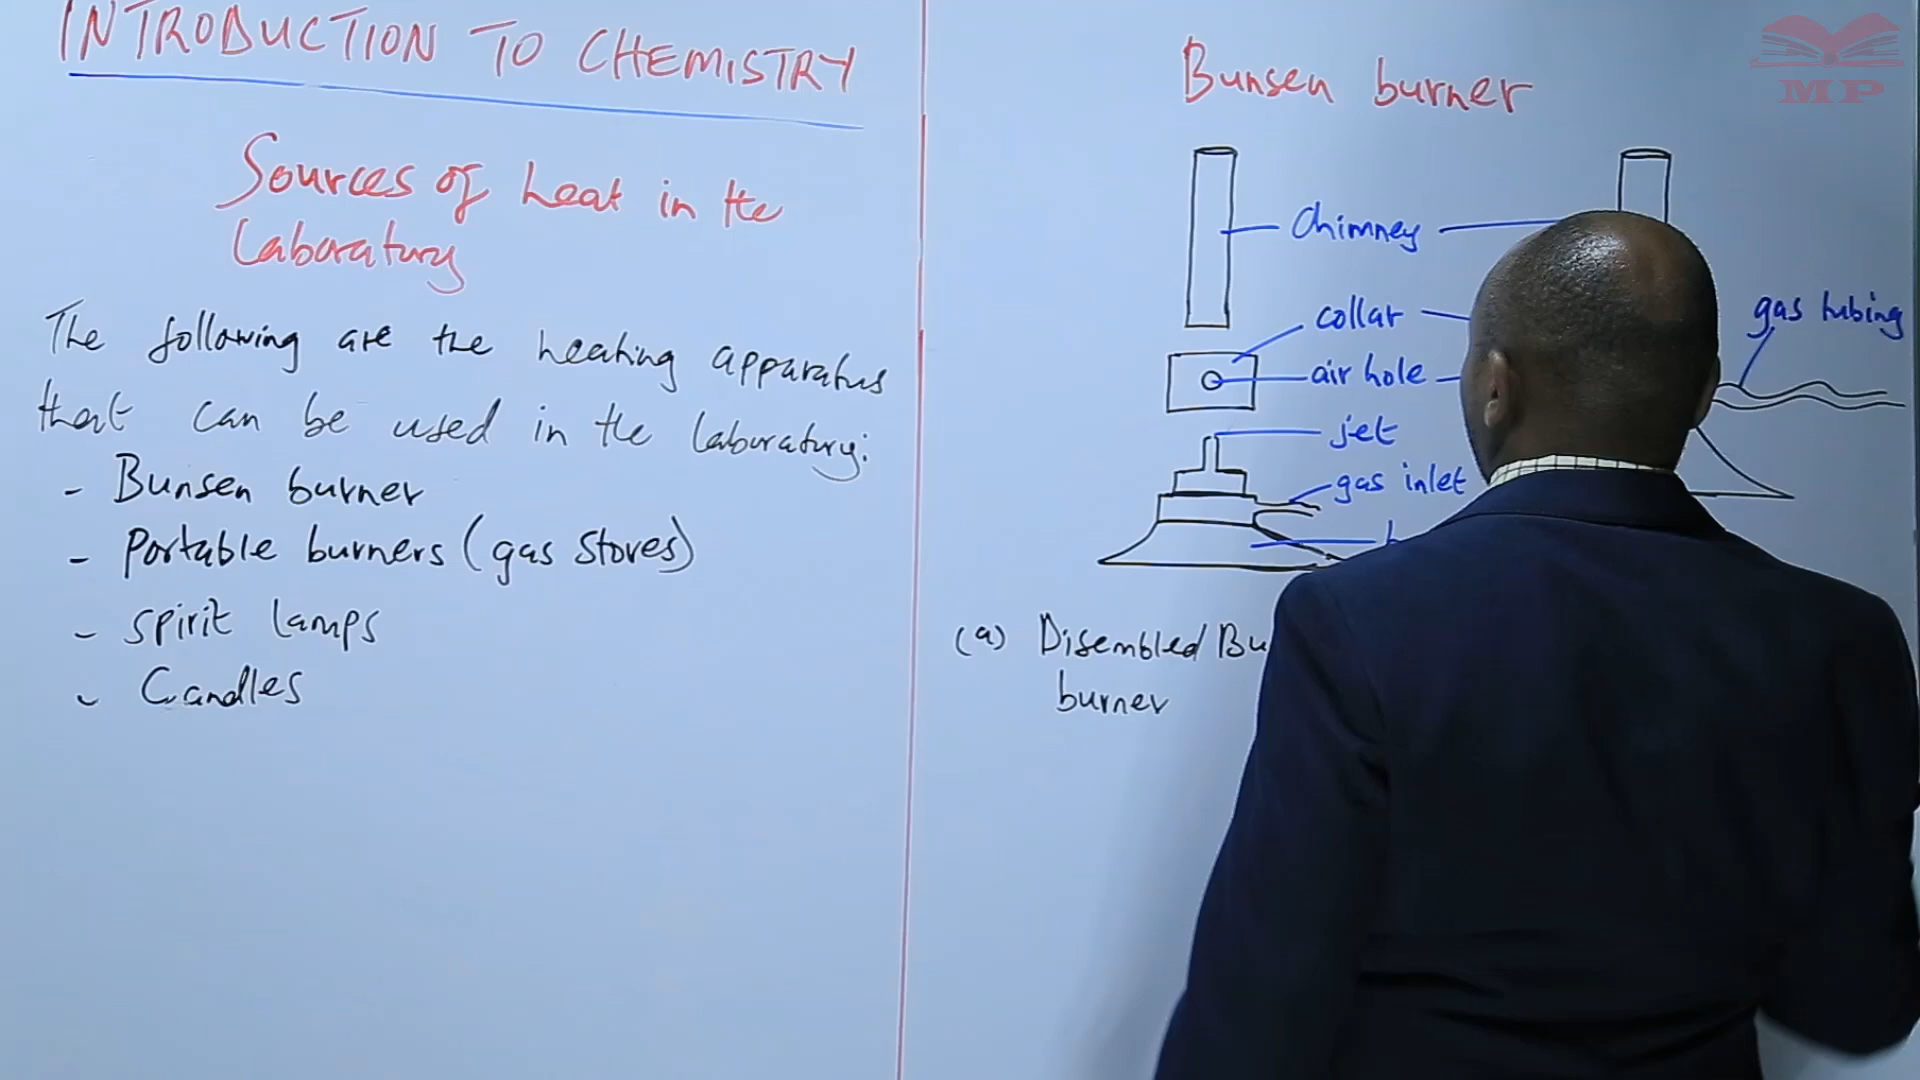 INTRODUCTION TO CHEMISTRY
Sources of heat in the
Laboratory
The following are the heating apparatus
that can be used in the laboratory:
- Bunsen burner
- Portable burners (gas stoves)
- spirit lamps
- Candles
Bunsen burner
chimney
collar
air hole
jet
gas inlet
gas tubing
(a) Disembled
burner
MP